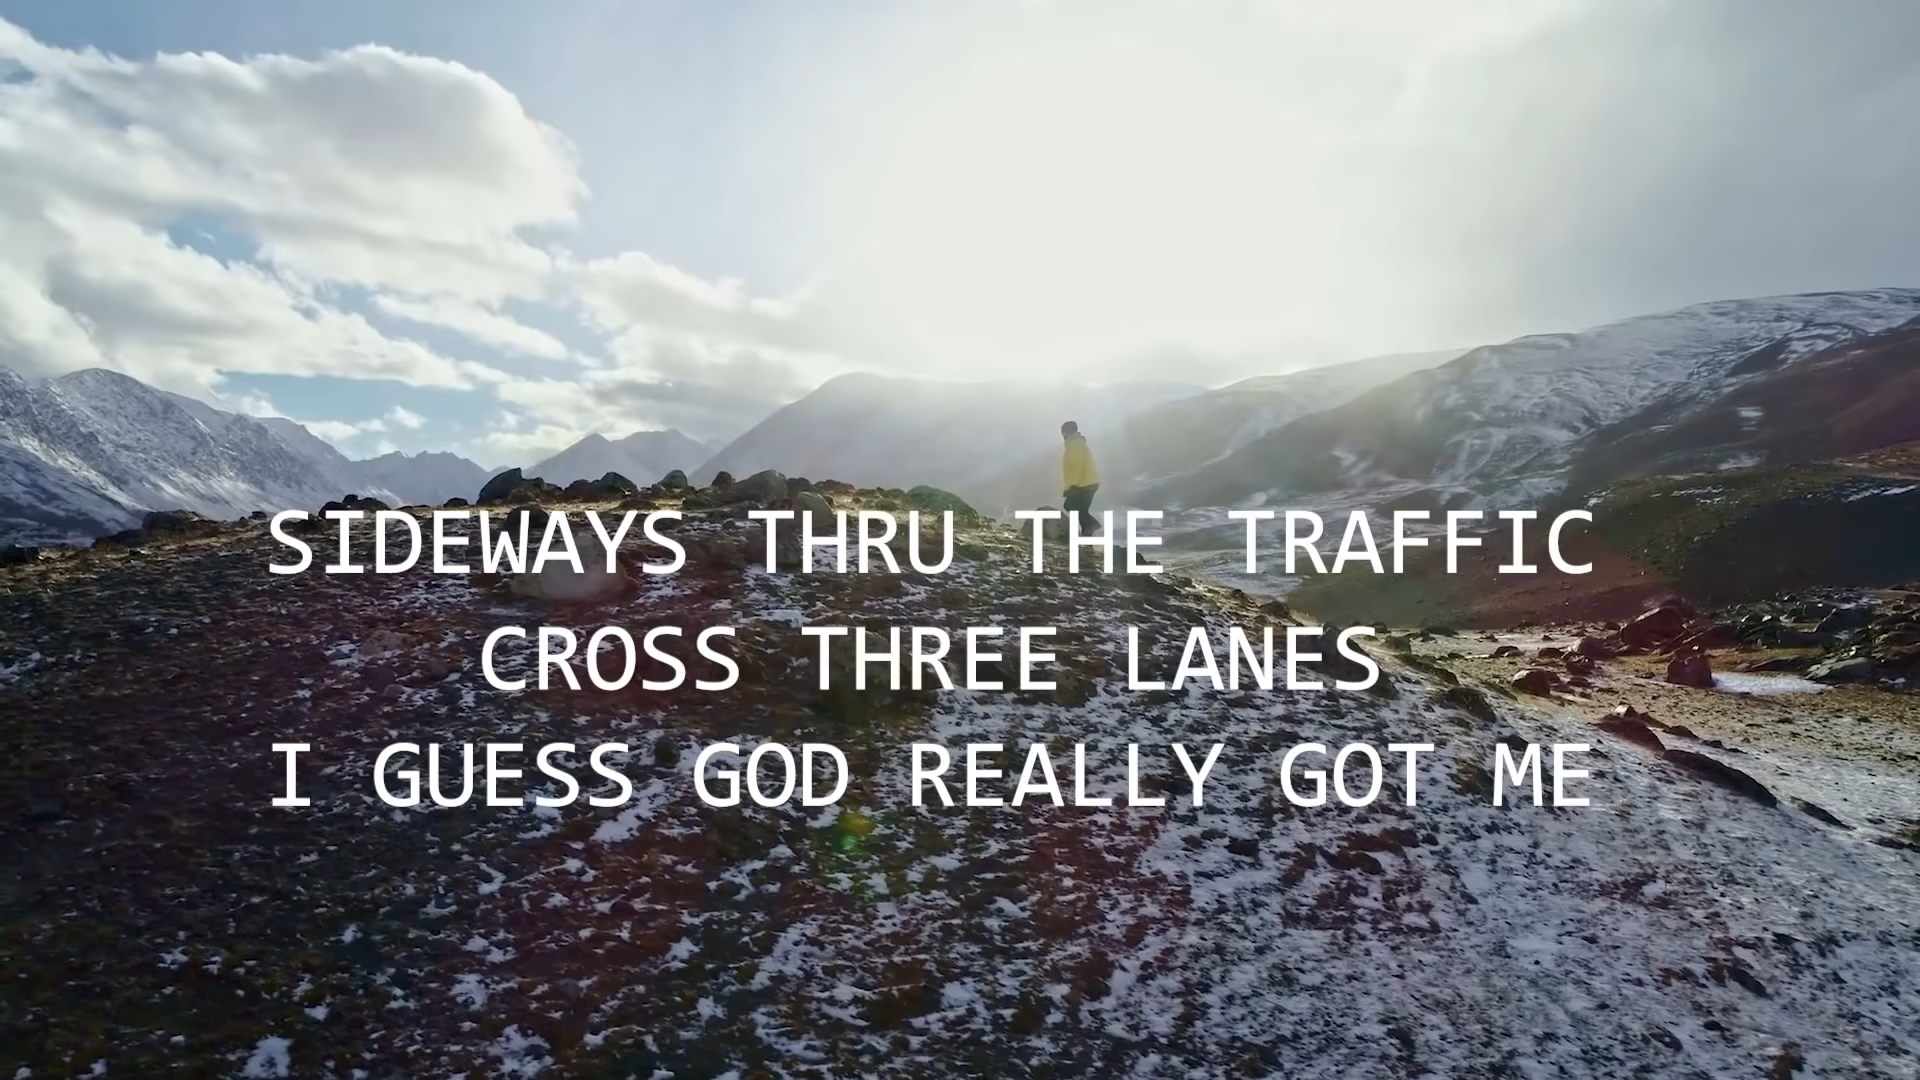 SIDEWAYS THRU THE TRAFFIC
CROSS THREE LANES
I GUESS GOD REALLY GOT ME